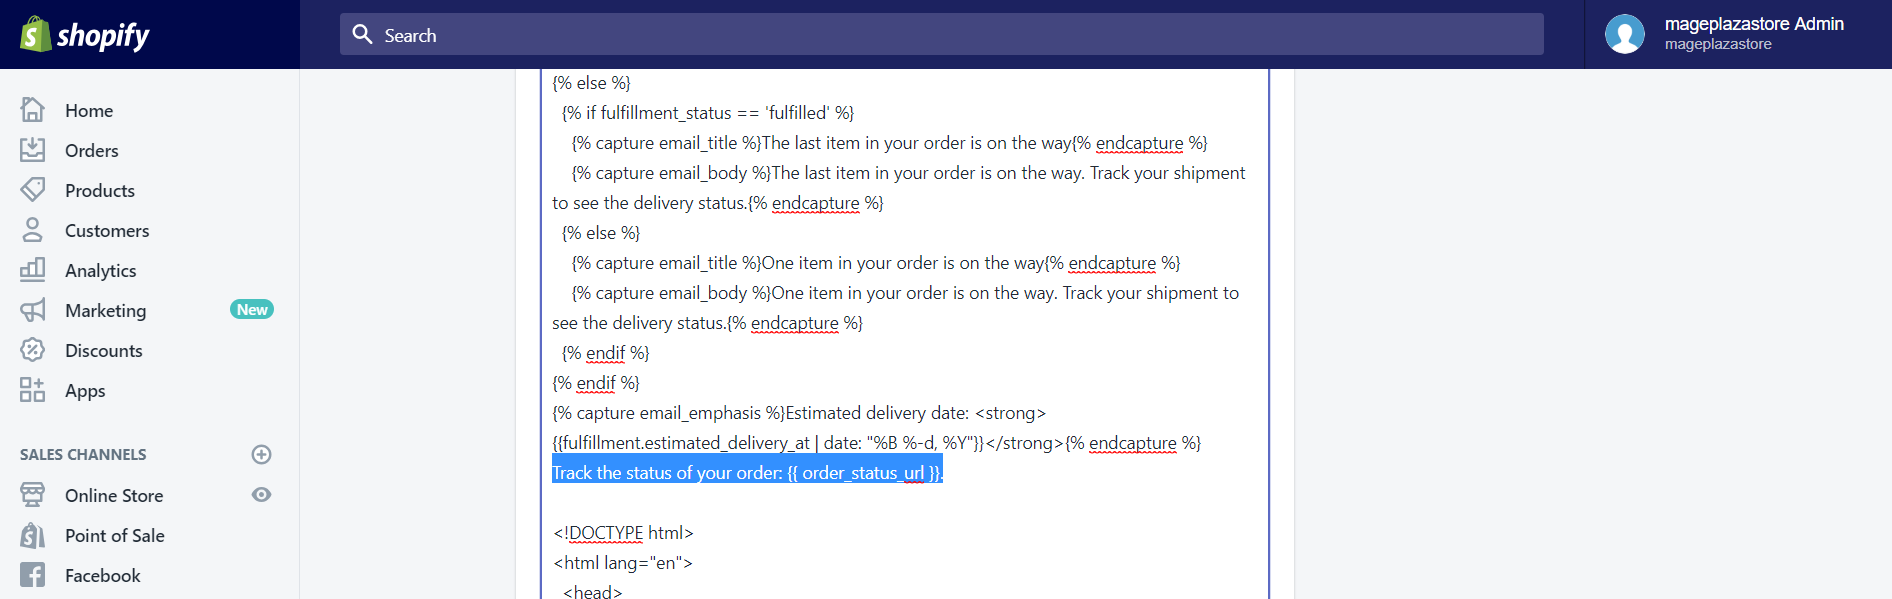 shopify
Search
mageplazastore Admin
mageplazastore
Home
Orders
Products
Customers
Analytics
Marketing New
Discounts
Apps
SALES CHANNELS
Online Store
Point of Sale
Facebook
{% else %}
{% if fulfillment_status == 'fulfilled' %}
{% capture email_title %}The last item in your order is on the way{% endcapture %}
{% capture email_body %}The last item in your order is on the way. Track your shipment
to see the delivery status.{% endcapture %}
{% else %}
{% capture email_title %}One item in your order is on the way{% endcapture %}
{% capture email_body %}One item in your order is on the way. Track your shipment to
see the delivery status.{% endcapture %}
{% endif %}
{% endif %}
{% capture email_emphasis %}Estimated delivery date: <strong>
{{fulfillment.estimated_delivery_at | date: "%B %-d, %Y"}}</strong>{% endcapture %}
Track the status of your order: {{ order_status_url }}.
<!DOCTYPE html>
<html lang="en">
<head>